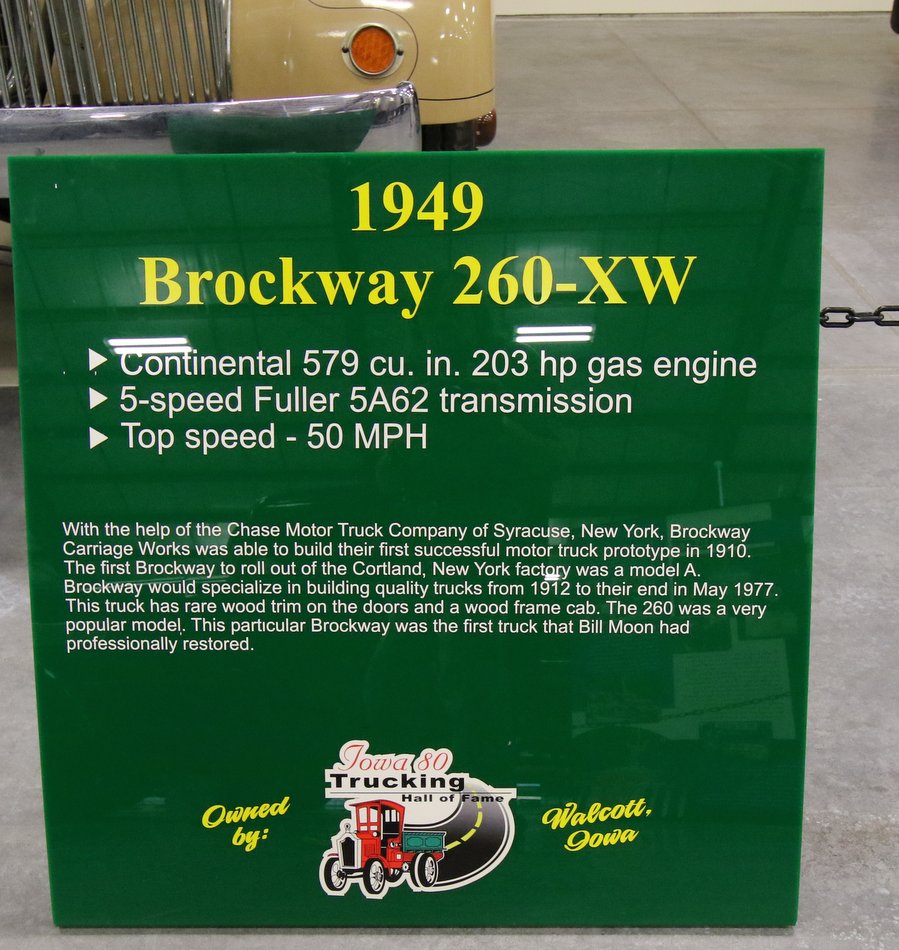 1949
Brockway 260-XW
Continental 579 cu. in. 203 hp gas engine
5-speed Fuller 5A62 transmission
Top speed - 50 MPH
With the help of the Chase Motor Truck Company of Syracuse, New York, Brockway
Carriage Works was able to build their first successful motor truck prototype in 1910.
The first Brockway to roll out of the Cortland, New York factory was a model A.
Brockway would specialize in building quality trucks from 1912 to their end in May 1977.
This truck has rare wood trim on the doors and a wood frame cab. The 260 was a very
popular model. This particular Brockway was the first truck that Bill Moon had
professionally restored.
Owned
by:
Iowa 80
Trucking
Hall of Fame
Walcott,
Iowa